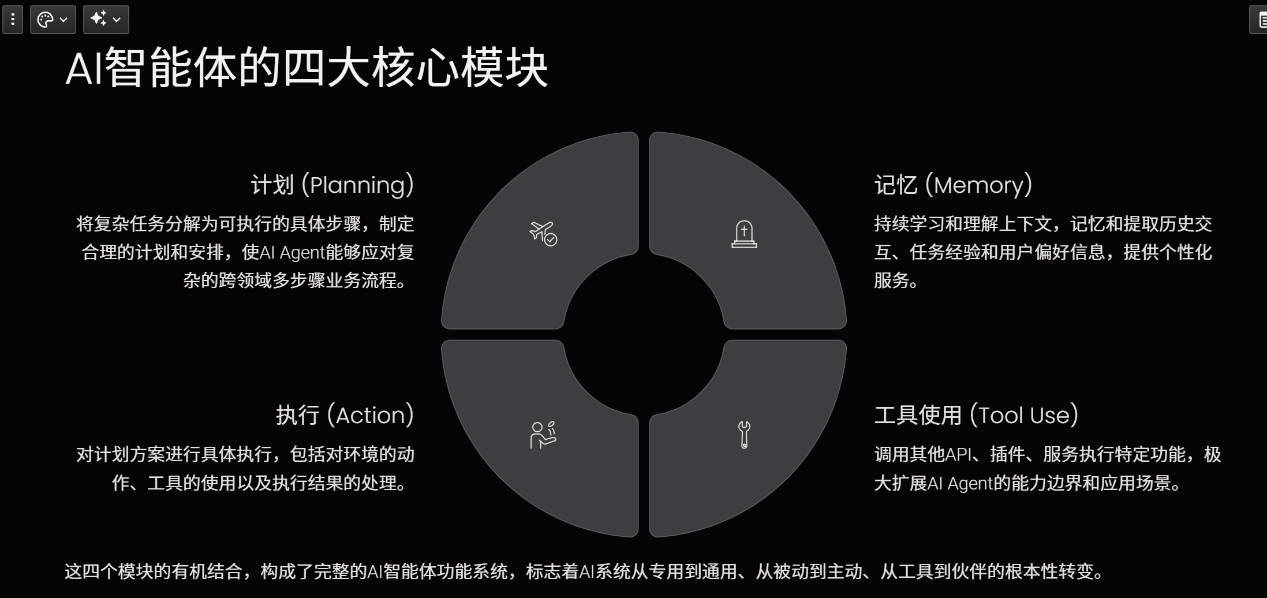 AI智能体的四大核心模块
计划 (Planning)
将复杂任务分解为可执行的具体步骤，制定
合理的计划和安排，使AI Agent能够应对复
杂的跨领域多步骤业务流程。
记忆 (Memory)
持续学习和理解上下文，记忆和提取历史交
互、任务经验和用户偏好信息，提供个性化
服务。
执行 (Action)
对计划方案进行具体执行，包括对环境的动
作、工具的使用以及执行结果的处理。
工具使用 (Tool Use)
调用其他API、插件、服务执行特定功能，极
大扩展AI Agent的能力边界和应用场景。
这四个模块的有机结合，构成了完整的AI智能体功能系统，标志着AI系统从专用到通用、从被动到主动、从工具到伙伴的根本性转变。